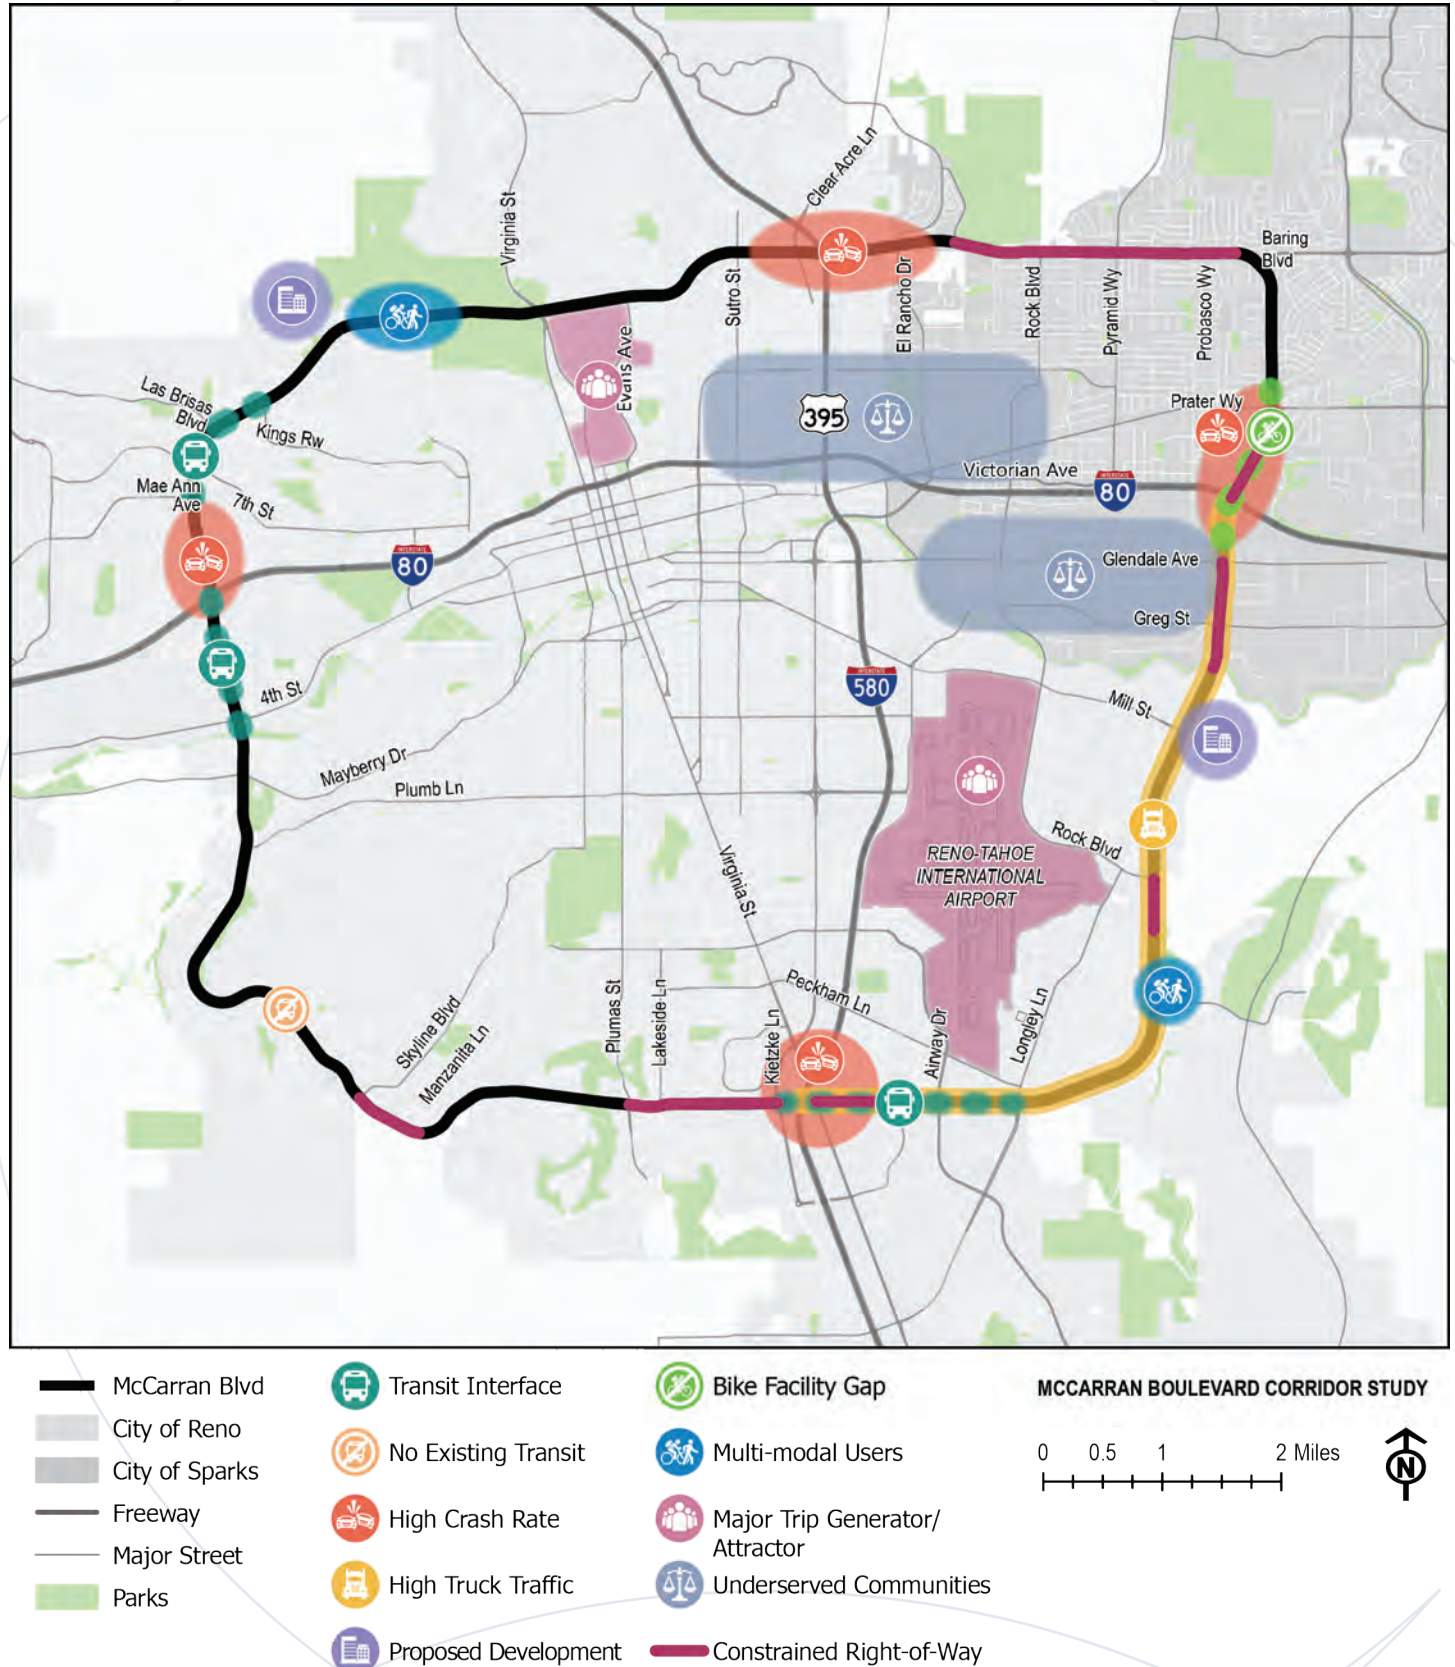 Clear Acre Ln
Virginia St
Baring
Blvd
Sutro St
El Rancho Dr
Rock Blvd
Pyramid Wy
Probasco Wy
Evans Ave
Las Brisas
Blvd
Kings Rw
Prater Wy
395
Victorian Ave
INTERSTATE
80
Mae Ann
Ave
7th St
INTERSTATE
80
Glendale Ave
Greg St
INTERSTATE
580
4th St
Mill St
Mayberry Dr
Plumb Ln
Rock Blvd
RENO-TAHOE
INTERNATIONAL
AIRPORT
Virginia St
Peckham Ln
Skyline Blvd
Manzanita Ln
Plumas St
Lakeside Ln
Kietzke Ln
Airway Dr
Longley Ln
McCarran Blvd
City of Reno
City of Sparks
Freeway
Major Street
Parks
Transit Interface
No Existing Transit
High Crash Rate
High Truck Traffic
Proposed Development
Bike Facility Gap
Multi-modal Users
Major Trip Generator/
Attractor
Underserved Communities
Constrained Right-of-Way
MCCARRAN BOULEVARD CORRIDOR STUDY
0 0.5 1 2 Miles
N